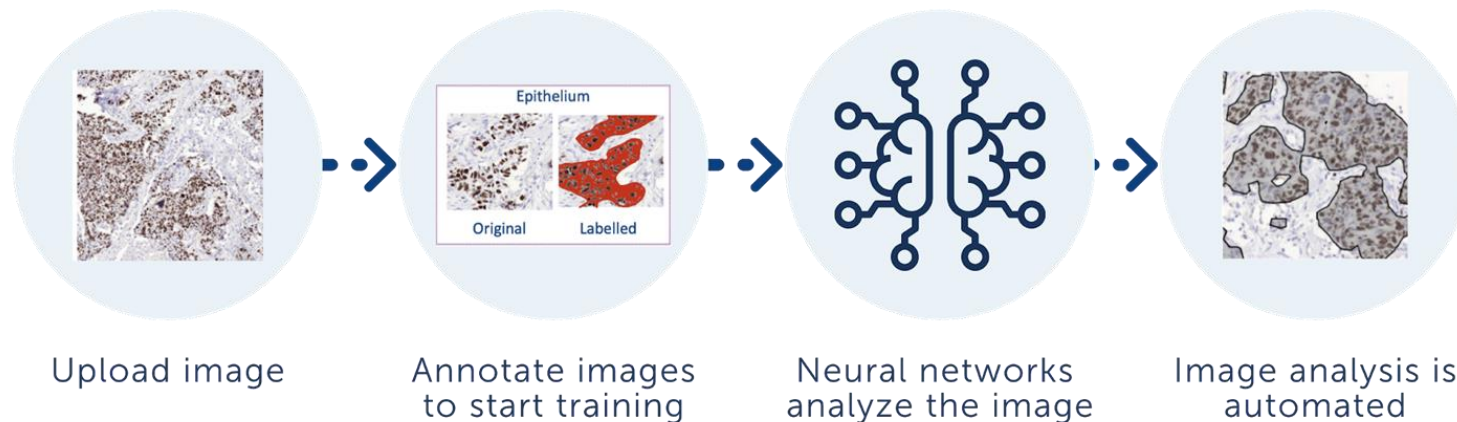 Epithelium
Original
Labelled
Upload image
Annotate images
to start training
Neural networks
analyze the image
Image analysis is
automated